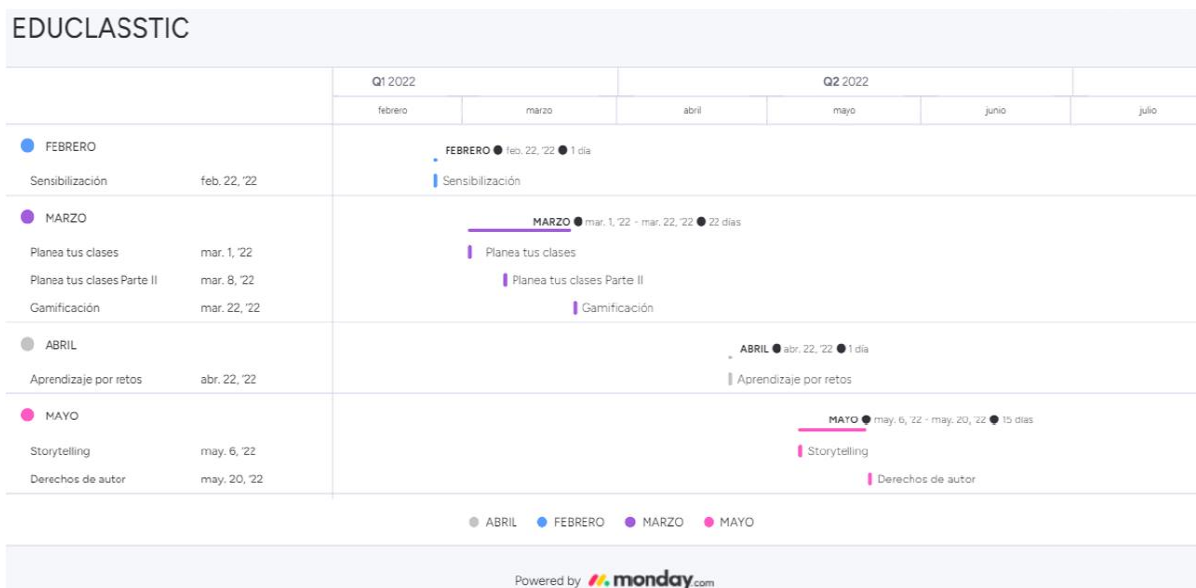 EDUCLASSTIC
Q1 2022 Q2 2022
febrero marzo abril mayo junio julio
FEBRERO FEBRERO ● feb. 22, '22 ● 1 día
Sensibilización feb. 22, '22 Sensibilización
MARZO MARZO ● mar. 1, '22 - mar. 22, '22 ● 22 días
Planea tus clases mar. 1, '22 Planea tus clases
Planea tus clases Parte II mar. 8, '22 Planea tus clases Parte II
Gamificación mar. 22, '22 Gamificación
ABRIL ABRIL ● abr. 22, '22 ● 1 día
Aprendizaje por retos abr. 22, '22 Aprendizaje por retos
MAYO MAYO ● may. 6, '22 - may. 20, '22 ● 15 días
Storytelling may. 6, '22 Storytelling
Derechos de autor may. 20, '22 Derechos de autor
ABRIL FEBRERO MARZO MAYO
Powered by monday.com